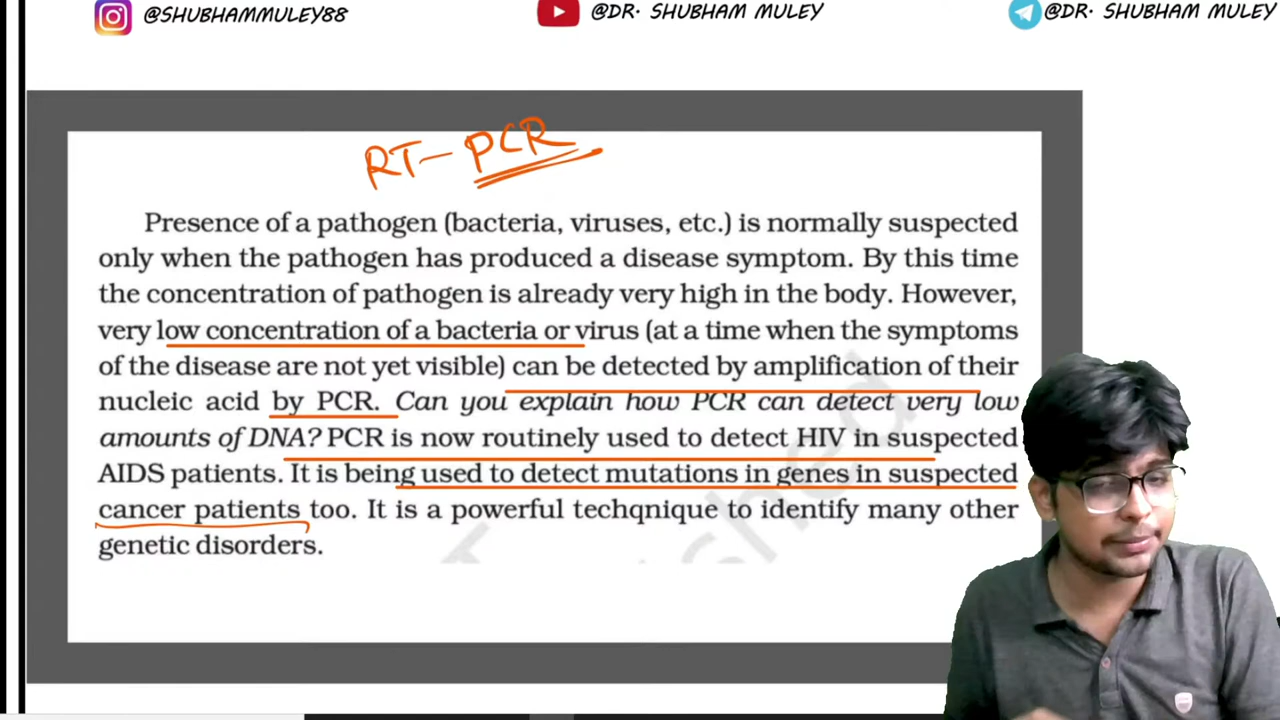 @SHUBHAMMULEY88 @DR. SHUBHAM MULEY @DR. SHUBHAM MULEY
RT-PCR
Presence of a pathogen (bacteria, viruses, etc.) is normally suspected
only when the pathogen has produced a disease symptom. By this time
the concentration of pathogen is already very high in the body. However,
very low concentration of a bacteria or virus (at a time when the symptoms
of the disease are not yet visible) can be detected by amplification of their
nucleic acid by PCR. Can you explain how PCR can detect very low
amounts of DNA? PCR is now routinely used to detect HIV in suspected
AIDS patients. It is being used to detect mutations in genes in suspected
cancer patients too. It is a powerful techqnique to identify many other
genetic disorders.